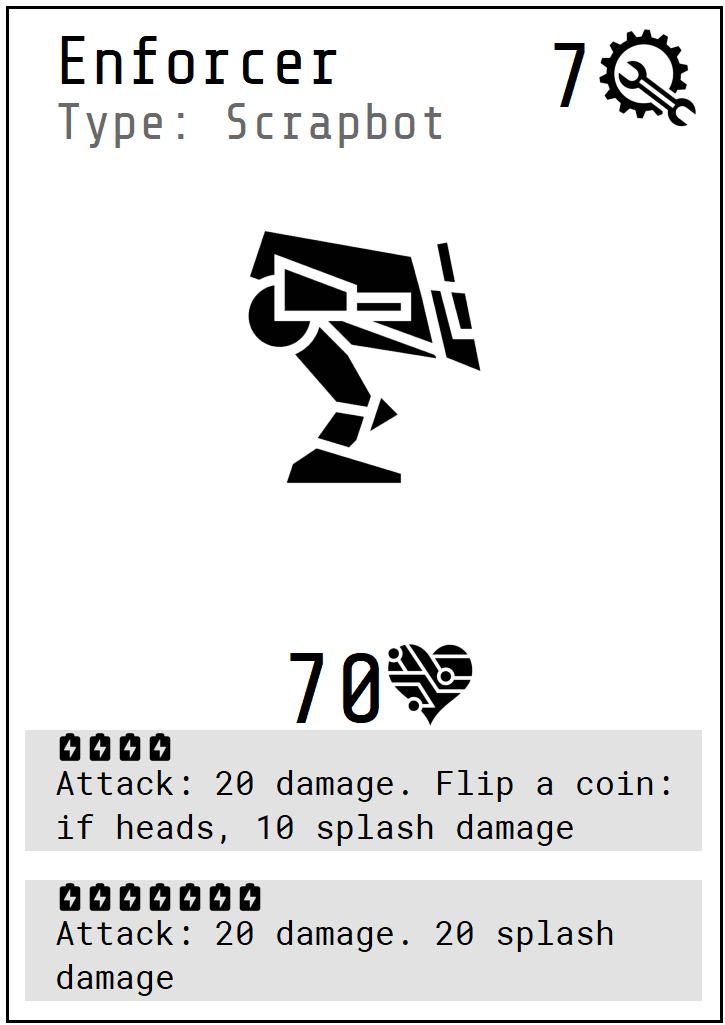 Enforcer
7
Type: Scrapbot
70
Attack: 20 damage. Flip a coin:
if heads, 10 splash damage
Attack: 20 damage. 20 splash
damage